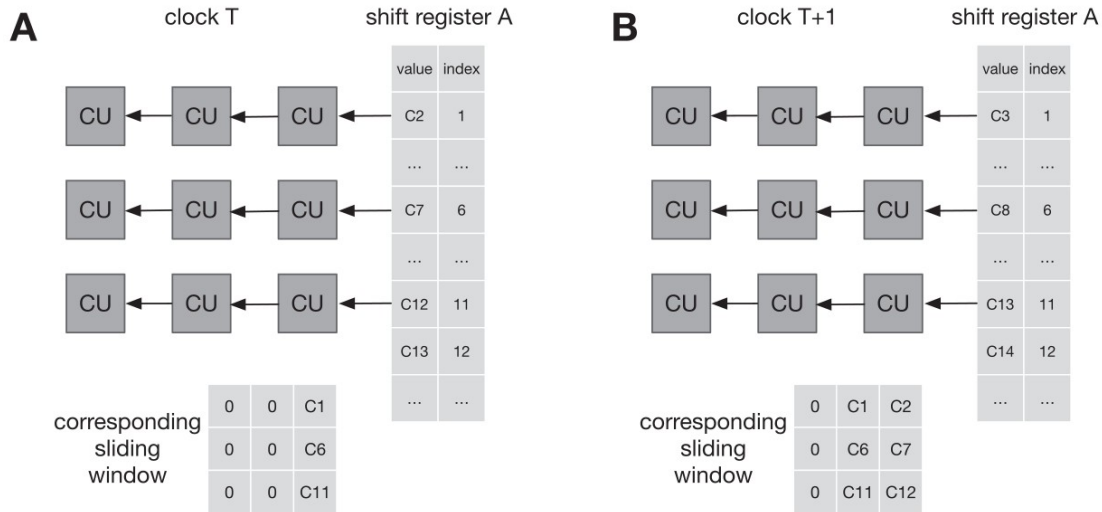 A
clock T
shift register A
value index
CU CU CU C2 1
... ...
CU CU CU C7 6
... ...
CU CU CU C12 11
C13 12
... ...
corresponding
sliding
window
0 0 C1
0 0 C6
0 0 C11
B
clock T+1
shift register A
value index
CU CU CU C3 1
... ...
CU CU CU C8 6
... ...
CU CU CU C13 11
C14 12
... ...
corresponding
sliding
window
0 C1 C2
0 C6 C7
0 C11 C12